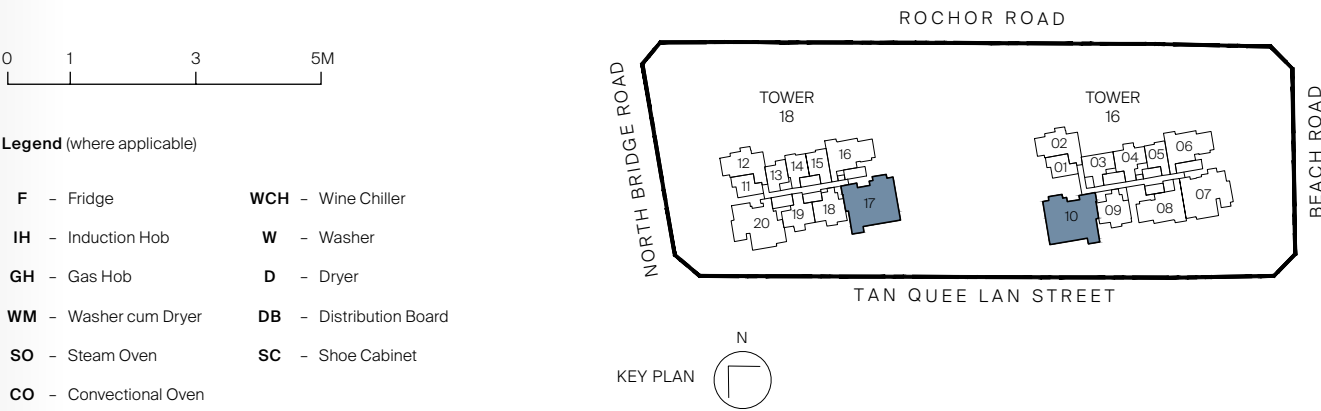 0 1 3 5M
Legend (where applicable)
F – Fridge
IH – Induction Hob
GH – Gas Hob
WM – Washer cum Dryer
SO – Steam Oven
CO – Convectional Oven
WCH – Wine Chiller
W – Washer
D – Dryer
DB – Distribution Board
SC – Shoe Cabinet
ROCHOR ROAD
NORTH BRIDGE ROAD
BEACH ROAD
TOWER
18
12
11
13
14
15
16
17
18
19
20
TOWER
16
02
01
03
04
05
06
07
08
09
10
TAN QUEE LAN STREET
N
KEY PLAN